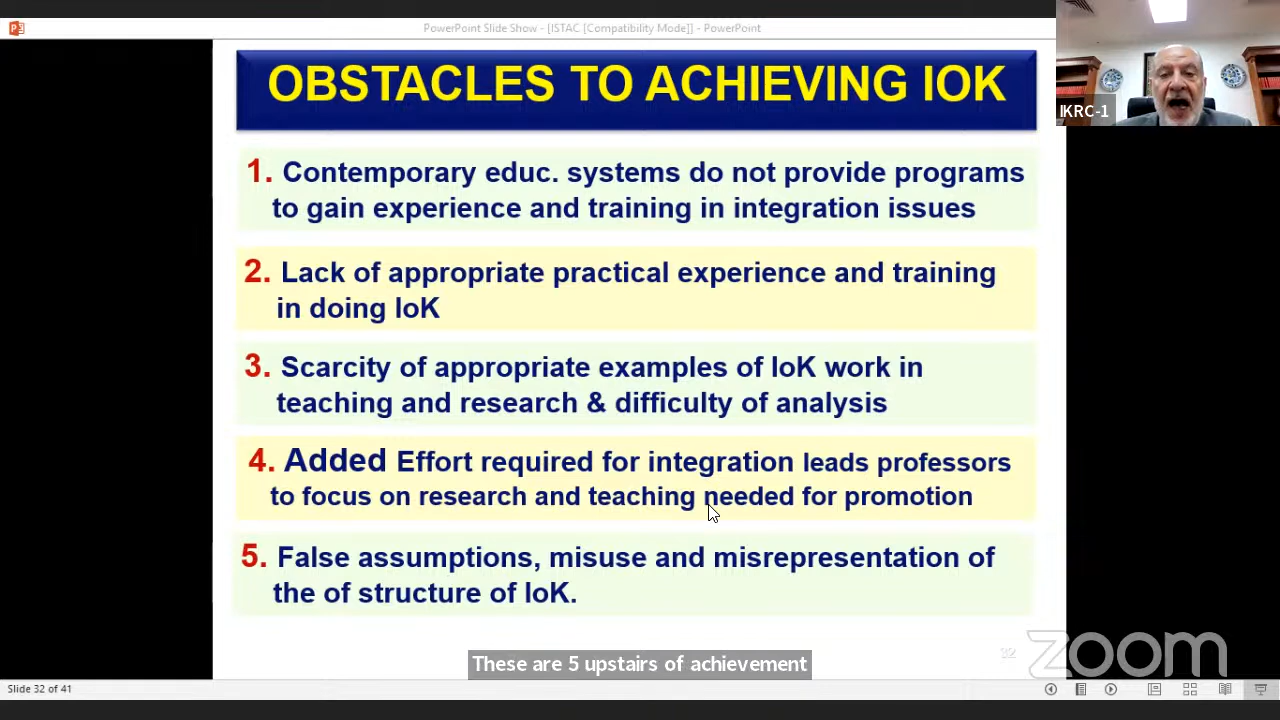 PowerPoint Slide Show - [ISTAC [Compatibility Mode]] - PowerPoint
OBSTACLES TO ACHIEVING IOK
IKRC-1
1. Contemporary educ. systems do not provide programs
to gain experience and training in integration issues
2. Lack of appropriate practical experience and training
in doing IoK
3. Scarcity of appropriate examples of IoK work in
teaching and research & difficulty of analysis
4. Added Effort required for integration leads professors
to focus on research and teaching needed for promotion
5. False assumptions, misuse and misrepresentation of
the of structure of IoK.
These are 5 upstairs of achievement
32
zoom
Slide 32 of 41